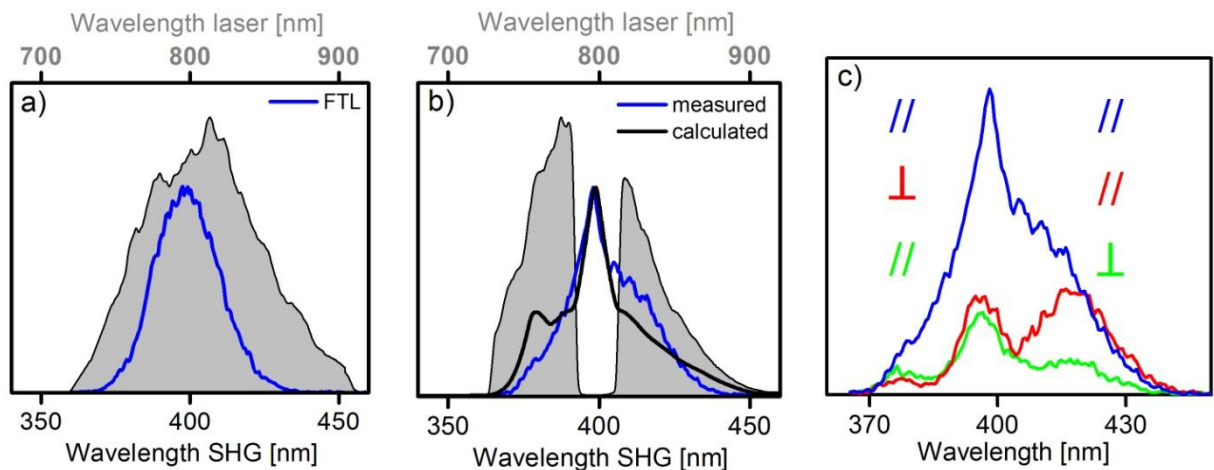 Wavelength laser [nm]
700 800 900
a)
FTL
350 400 450
Wavelength SHG [nm]
Wavelength laser [nm]
700 800 900
b)
measured
calculated
350 400 450
Wavelength SHG [nm]
c)
// //
⊥ //
// ⊥
370 400 430
Wavelength [nm]